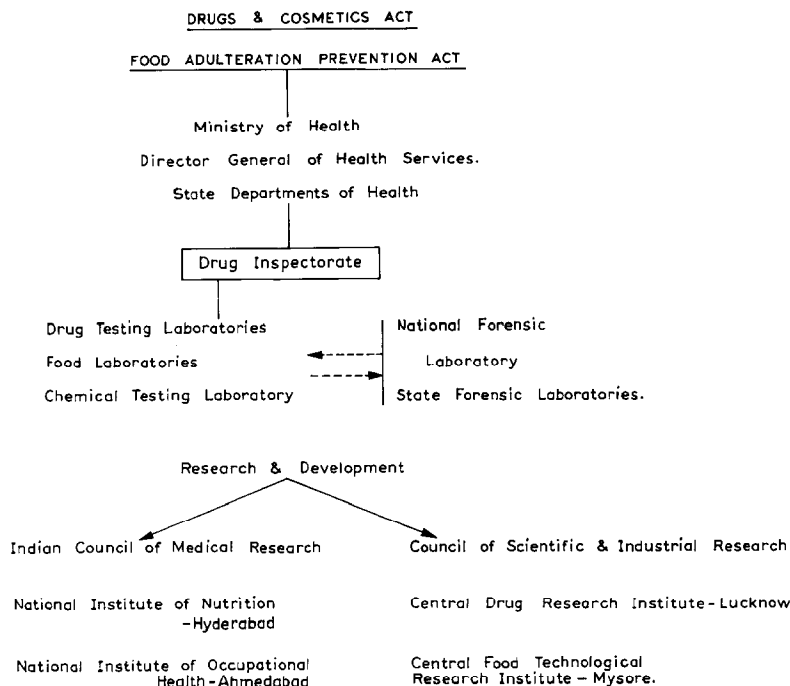 DRUGS & COSMETICS ACT
FOOD ADULTERATION PREVENTION ACT
Ministry of Health
Director General of Health Services.
State Departments of Health
Drug Inspectorate
Drug Testing Laboratories
Food Laboratories
Chemical Testing Laboratory
National Forensic
Laboratory
State Forensic Laboratories.
Research & Development
Indian Council of Medical Research
National Institute of Nutrition
-Hyderabad
National Institute of Occupational
Health-Ahmedabad
Council of Scientific & Industrial Research
Central Drug Research Institute-Lucknow
Central Food Technological
Research Institute - Mysore.